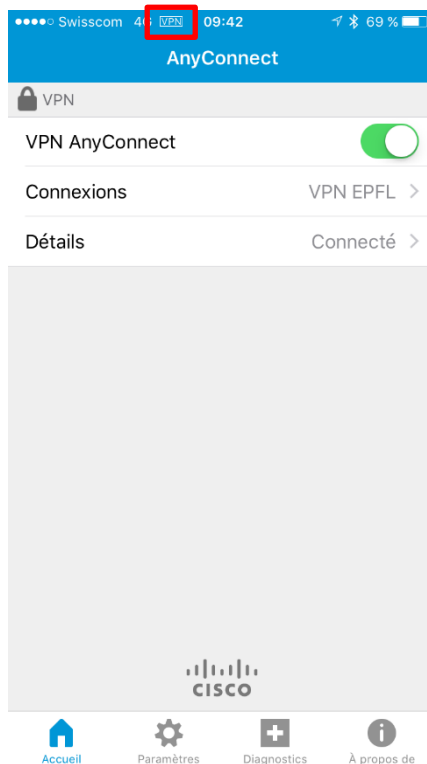 Swisscom 4G VPN 09:42 69 %
AnyConnect
VPN
VPN AnyConnect
Connexions VPN EPFL
Détails Connecté
CISCO
Accueil Paramètres Diagnostics À propos de